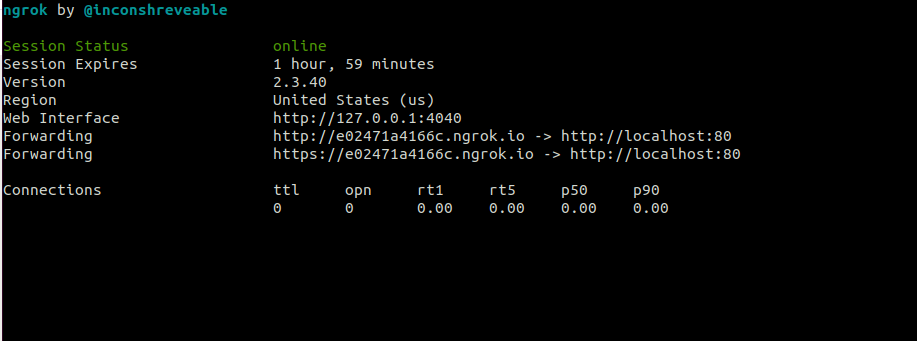 ngrok by @inconshreveable
Session Status online
Session Expires 1 hour, 59 minutes
Version 2.3.40
Region United States (us)
Web Interface http://127.0.0.1:4040
Forwarding http://e02471a4166c.ngrok.io -> http://localhost:80
Forwarding https://e02471a4166c.ngrok.io -> http://localhost:80
Connections ttl opn rt1 rt5 p50 p90
0 0 0.00 0.00 0.00 0.00